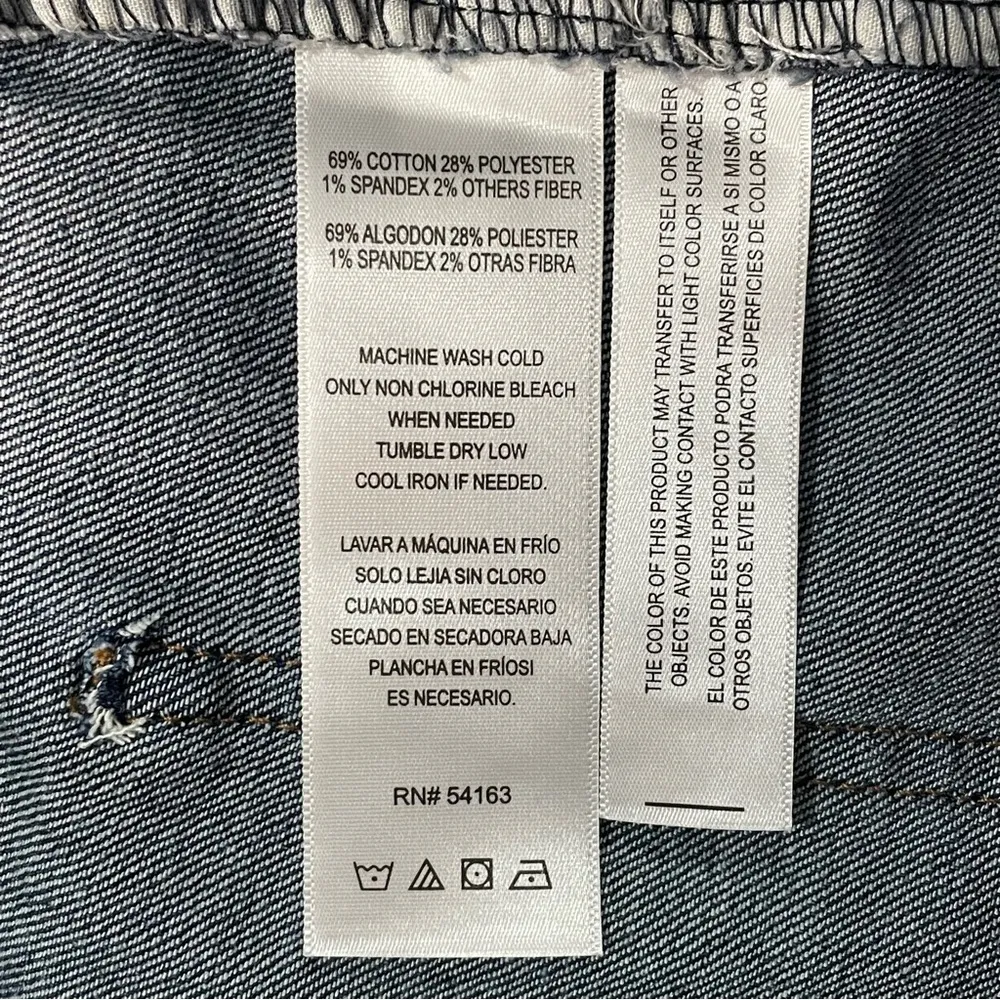 69% COTTON 28% POLYESTER
1% SPANDEX 2% OTHERS FIBER
69% ALGODON 28% POLIESTER
1% SPANDEX 2% OTRAS FIBRA
MACHINE WASH COLD
ONLY NON CHLORINE BLEACH
WHEN NEEDED
TUMBLE DRY LOW
COOL IRON IF NEEDED.
LAVAR A MÁQUINA EN FRÍO
SOLO LEJIA SIN CLORO
CUANDO SEA NECESARIO
SECADO EN SECADORA BAJA
PLANCHA EN FRÍOSI
ES NECESARIO.
RN# 54163
THE COLOR OF THIS PRODUCT MAY TRANSFER TO ITSELF OR OTHER
OBJECTS. AVOID MAKING CONTACT WITH LIGHT COLOR SURFACES.
EL COLOR DE ESTE PRODUCTO PODRA TRANSFERIRSE A SI MISMO O A
OTROS OBJETOS. EVITE EL CONTACTO SUPERFICIES DE COLOR CLARO.